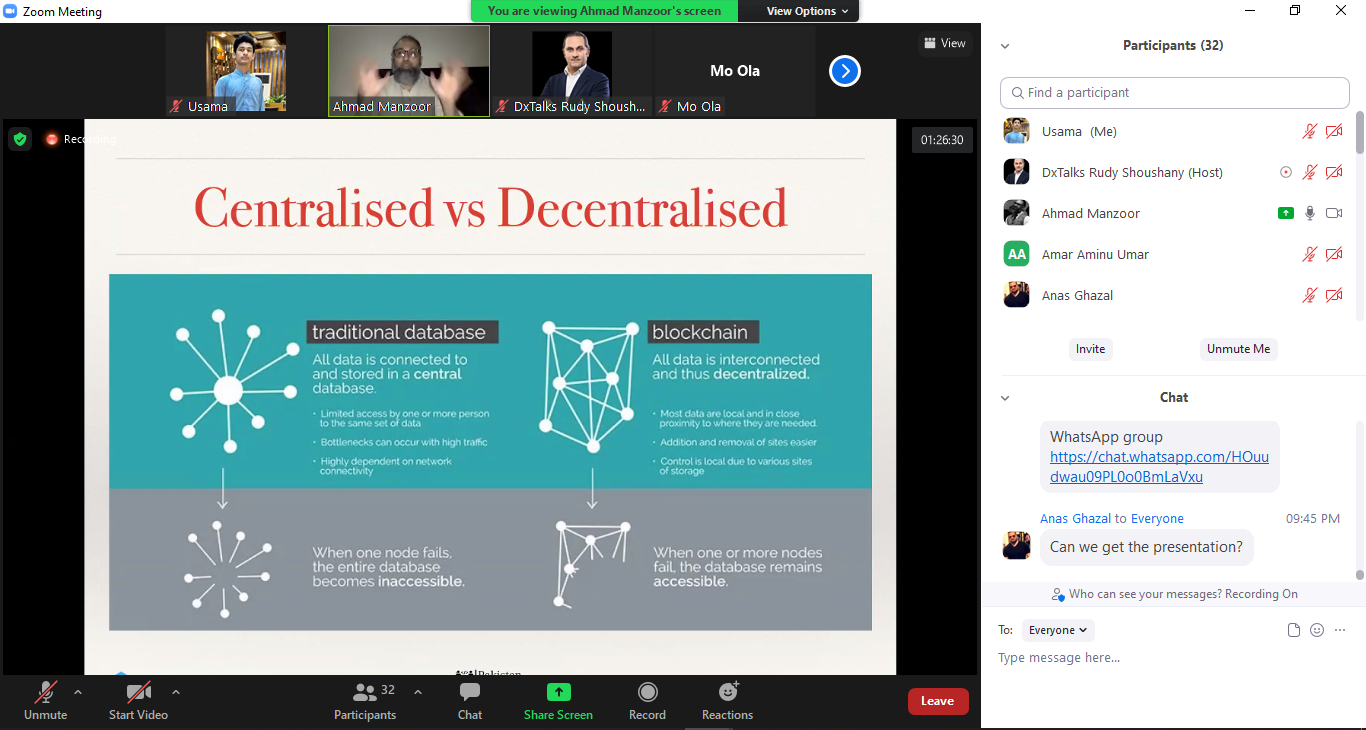 Zoom Meeting
You are viewing Ahmad Manzoor's screen
View Options
Usama
Ahmad Manzoor
DxTalks Rudy Shoush...
Mo Ola
Mo Ola
View
Recording
01:26:30
Centralised vs Decentralised
traditional database
All data is connected to
and stored in a central
database.
· Limited access by one or more person
to the same set of data
· Bottlenecks can occur with high traffic
· Highly dependent on network
connectivity
When one node fails,
the entire database
becomes inaccessible.
blockchain
All data is interconnected
and thus decentralized.
· Most data are local and in close
proximity to where they are needed.
· Addition and removal of sites easier
· Control is local due to various sites
of storage
When one or more nodes
fail, the database remains
accessible.
Pakistan
Unmute
Start Video
32
Participants
Chat
Share Screen
Record
Reactions
Leave
Participants (32)
Find a participant
Usama (Me)
DxTalks Rudy Shoushany (Host)
Ahmad Manzoor
AA
Amar Aminu Umar
Anas Ghazal
Invite
Unmute Me
Chat
WhatsApp group
https://chat.whatsapp.com/HOuu
dwau09PL0o0BmLaVxu
Anas Ghazal to Everyone
09:45 PM
Can we get the presentation?
Who can see your messages? Recording On
To: Everyone
Type message here...